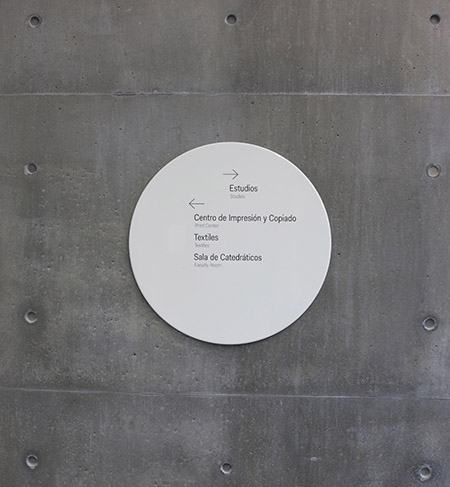 →
Estudios
Studios
←
Centro de Impresión y Copiado
Print Center
Textiles
Textiles
Sala de Catedráticos
Faculty Room